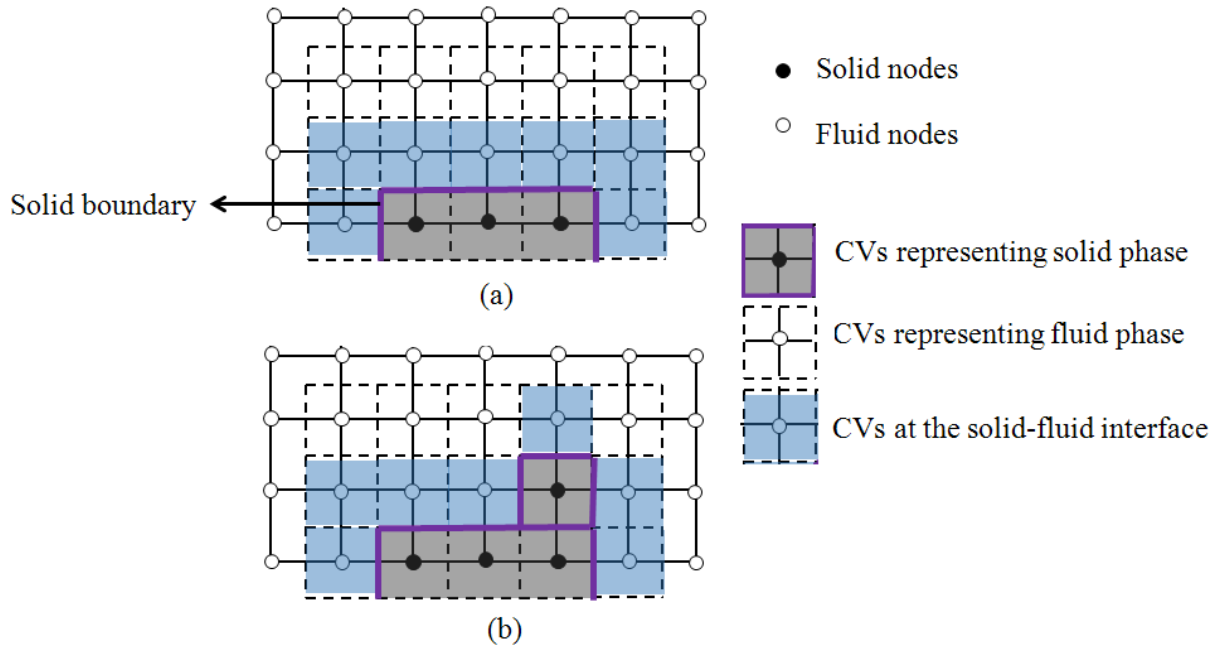 Solid nodes
Fluid nodes
Solid boundary
(a)
CVs representing solid phase
CVs representing fluid phase
CVs at the solid-fluid interface
(b)